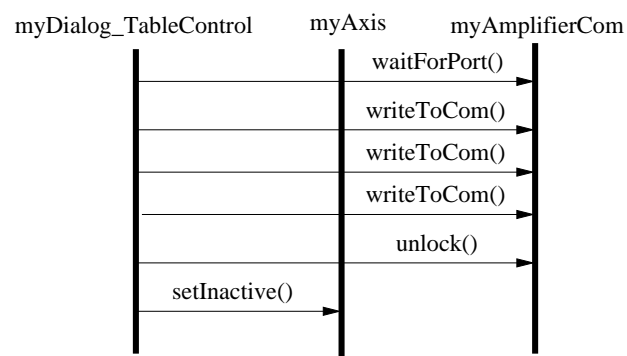 myDialog_TableControl myAxis myAmplifierCom
waitForPort()
writeToCom()
writeToCom()
writeToCom()
unlock()
setInactive()